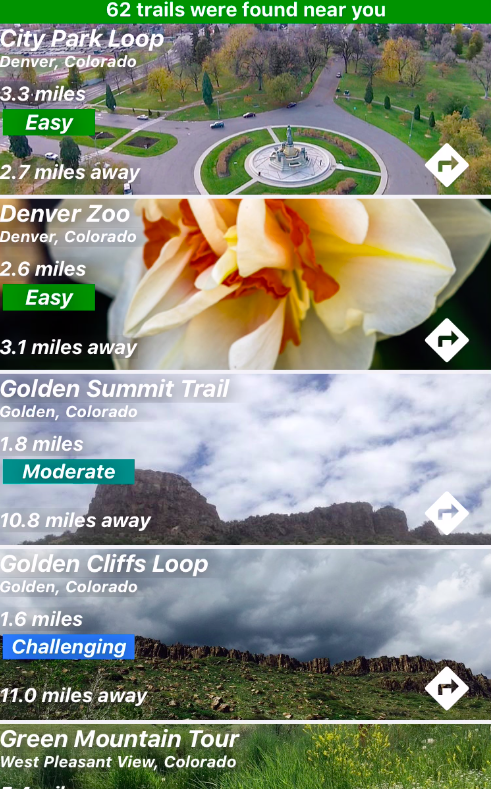 62 trails were found near you
City Park Loop
Denver, Colorado
3.3 miles
Easy
2.7 miles away
Denver Zoo
Denver, Colorado
2.6 miles
Easy
3.1 miles away
Golden Summit Trail
Golden, Colorado
1.8 miles
Moderate
10.8 miles away
Golden Cliffs Loop
Golden, Colorado
1.6 miles
Challenging
11.0 miles away
Green Mountain Tour
West Pleasant View, Colorado